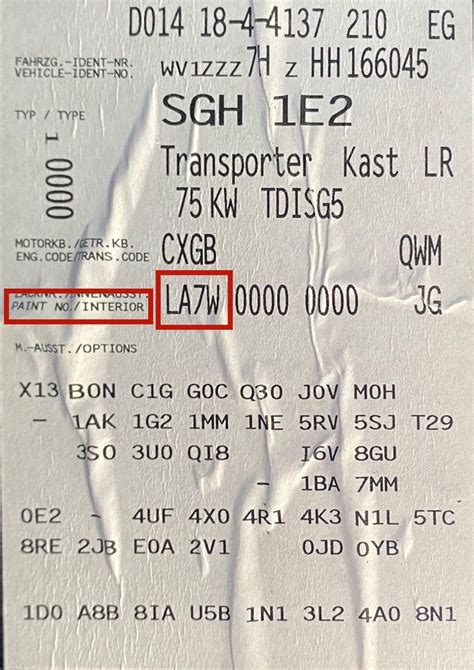 D014 18-4-4137 210 EG
FAHRZG.-IDENT-NR.
VEHICLE-IDENT-NO. WV1ZZZ7H Z HH166045
TYP / TYPE SGH 1E2
1 0000
Transporter Kast LR
75 KW TDISG5
MOTORKB./GETR.KB.
ENG.CODE/TRANS.CODE CXGB QWM
LACKNR./INNENAUSST.
PAINT NO./INTERIOR LA7W 0000 0000 JG
M.-AUSST./OPTIONS
X13 B0N C1G G0C Q30 J0V M0H
- 1AK 1G2 1MM 1NE 5RV 5SJ T29
3S0 3U0 QI8 I6V 8GU
- 1BA 7MM
0E2 - 4UF 4X0 4R1 4K3 N1L 5TC
8RE 2JB E0A 2V1 0JD 0YB
1D0 A8B 8IA U5B 1N1 3L2 4A0 8N1